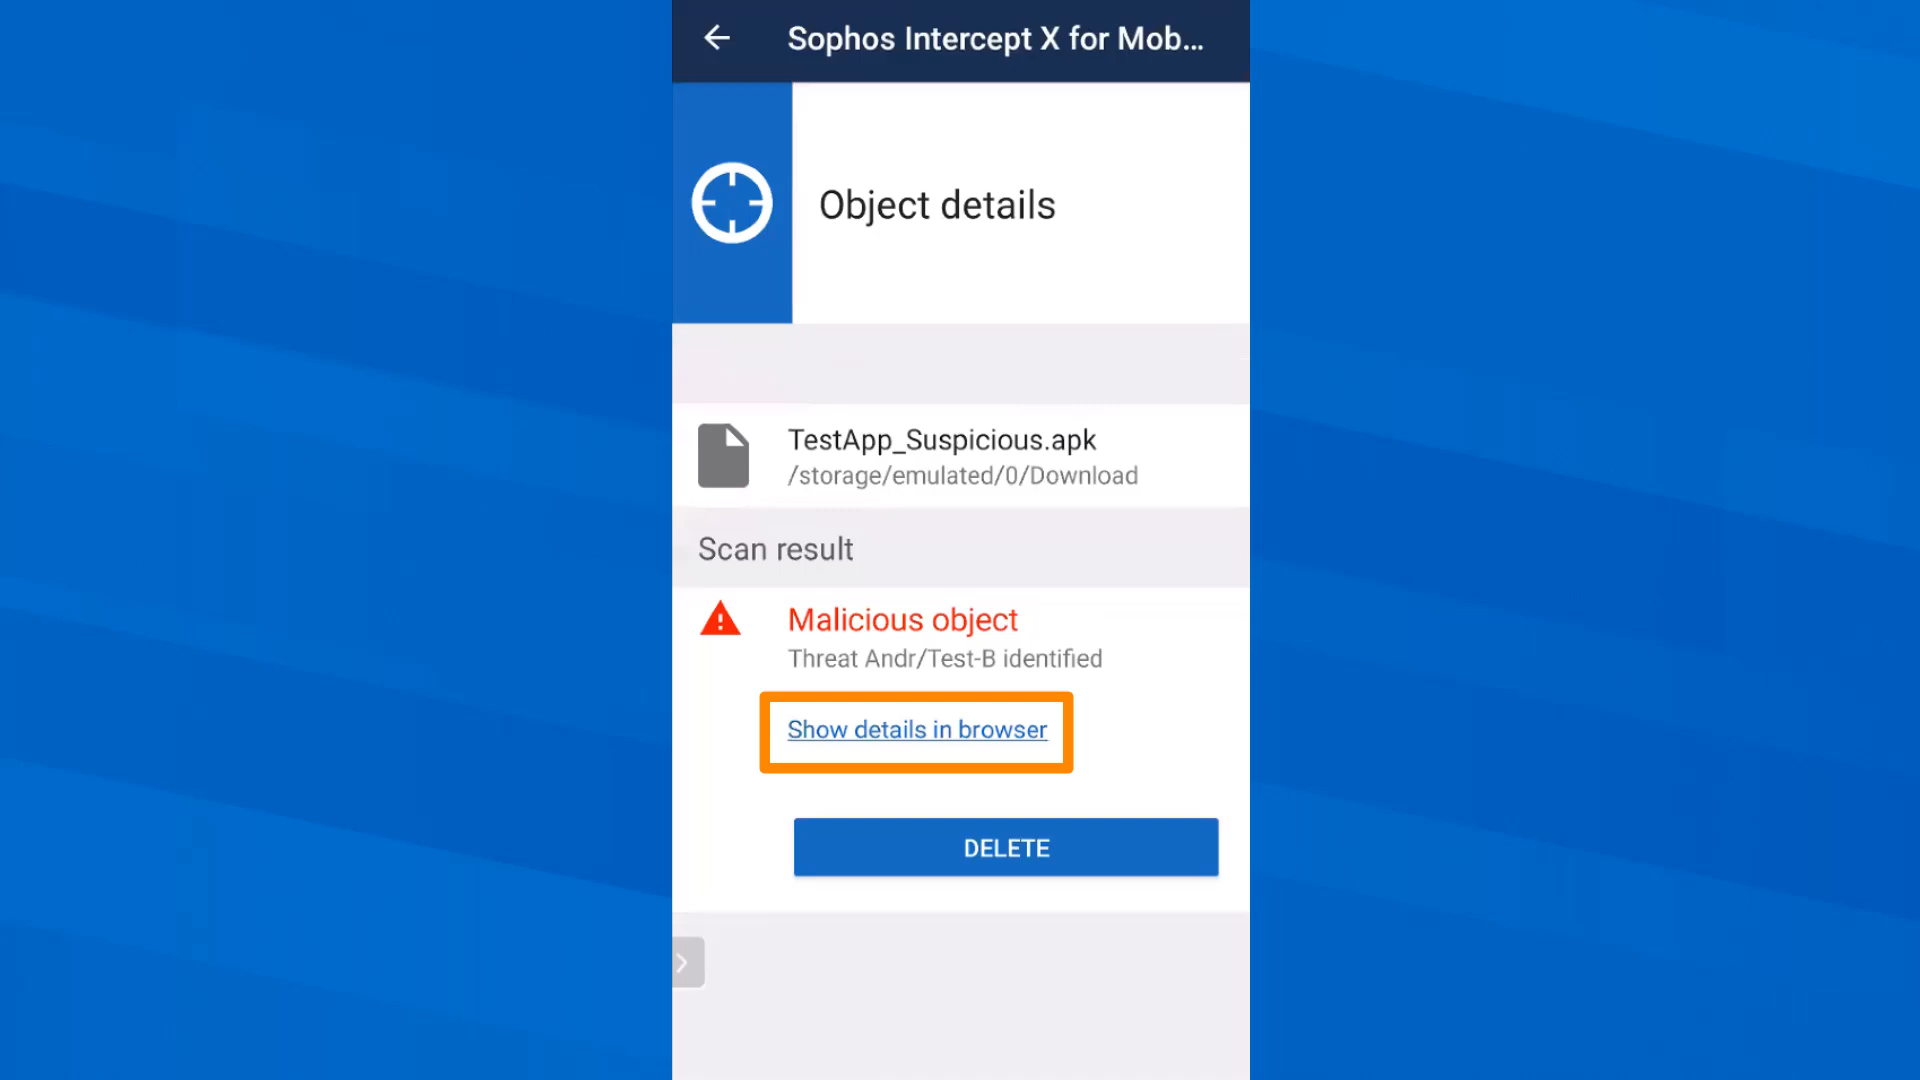 Sophos Intercept X for Mob...
Object details
TestApp_Suspicious.apk
/storage/emulated/0/Download
Scan result
Malicious object
Threat Andr/Test-B identified
Show details in browser
DELETE